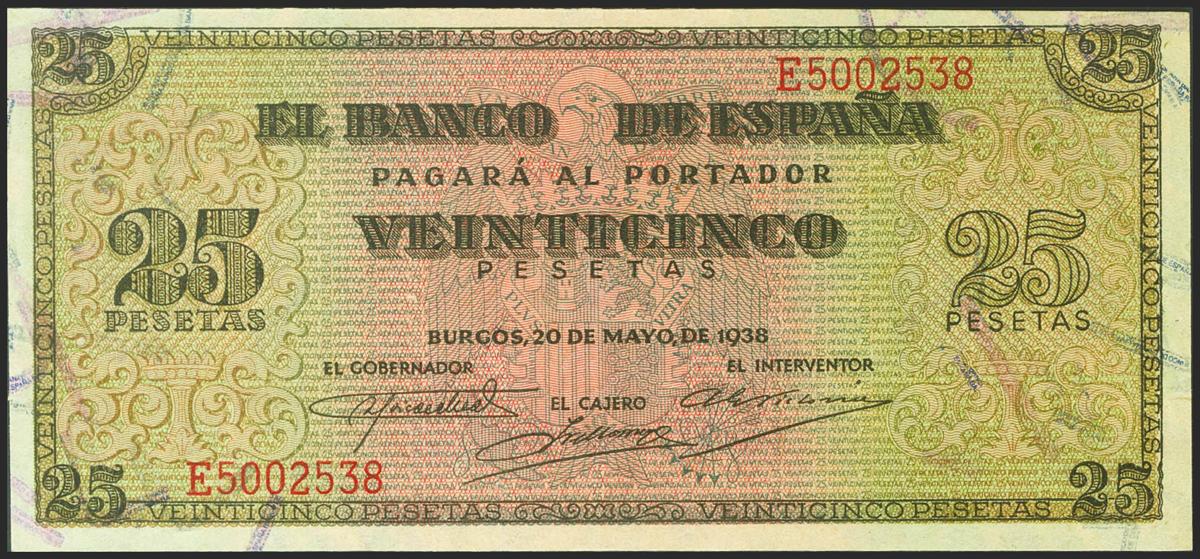 25 VEINTICINCO PESETAS VEINTICINCO PESETAS 25
E5002538
EL BANCO DE ESPAÑA
PAGARÁ AL PORTADOR
VEINTICINCO
PESETAS
25
PESETAS
25
PESETAS
BURGOS, 20 DE MAYO, DE 1938
EL GOBERNADOR
EL INTERVENTOR
EL CAJERO
E5002538
25 VEINTICINCO PESETAS VEINTICINCO PESETAS 25
VEINTICINCO PESETAS
VEINTICINCO PESETAS